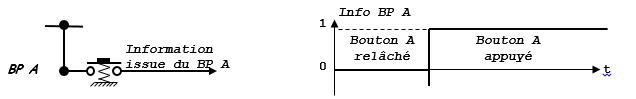 BP A
Information
issue du BP A
Info BP A
1
Bouton A
relâché
Bouton A
appuyé
0
t